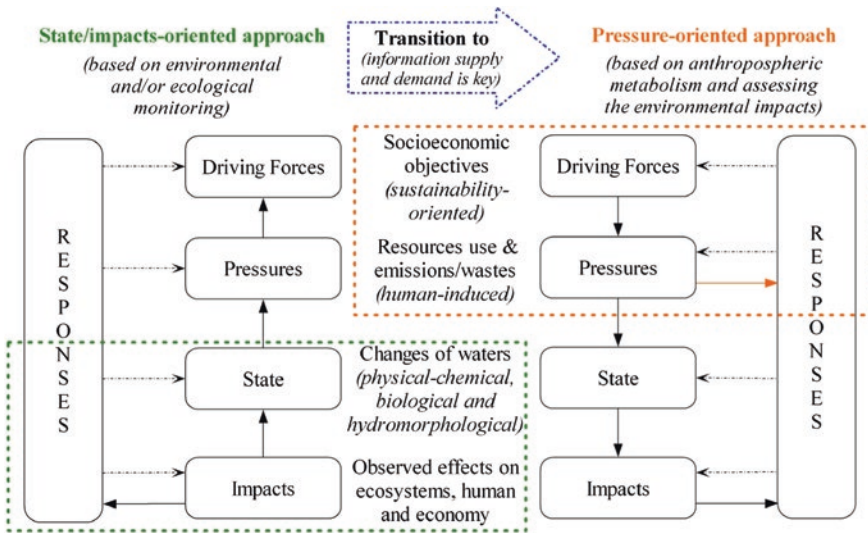 State/impacts-oriented approach
(based on environmental
and/or ecological
monitoring)
Transition to
(information supply
and demand is key)
Pressure-oriented approach
(based on anthropospheric
metabolism and assessing
the environmental impacts)
RESPONSES
Driving Forces
Pressures
State
Impacts
Socioeconomic
objectives
(sustainability-
oriented)
Resources use &
emissions/wastes
(human-induced)
Changes of waters
(physical-chemical,
biological and
hydromorphological)
Observed effects on
ecosystems, human
and economy
Driving Forces
Pressures
State
Impacts
RESPONSES